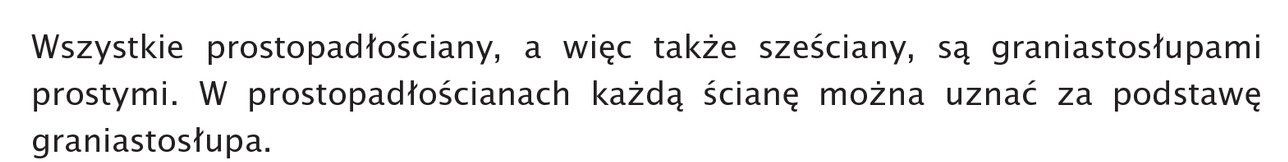 Wszystkie prostopadłościany, a więc także sześciany, są graniastosłupami
prostymi. W prostopadłościanach każdą ścianę można uznać za podstawę
graniastosłupa.